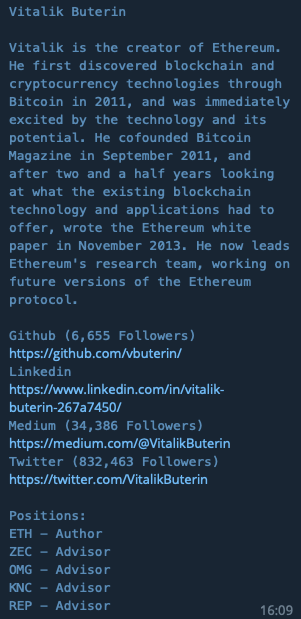 Vitalik Buterin
Vitalik is the creator of Ethereum.
He first discovered blockchain and
cryptocurrency technologies through
Bitcoin in 2011, and was immediately
excited by the technology and its
potential. He cofounded Bitcoin
Magazine in September 2011, and
after two and a half years looking
at what the existing blockchain
technology and applications had to
offer, wrote the Ethereum white
paper in November 2013. He now leads
Ethereum's research team, working on
future versions of the Ethereum
protocol.
Github (6,655 Followers)
https://github.com/vbuterin/
Linkedin
https://www.linkedin.com/in/vitalik-
buterin-267a7450/
Medium (34,386 Followers)
https://medium.com/@VitalikButerin
Twitter (832,463 Followers)
https://twitter.com/VitalikButerin
Positions:
ETH – Author
ZEC – Advisor
OMG – Advisor
KNC – Advisor
REP – Advisor
16:09